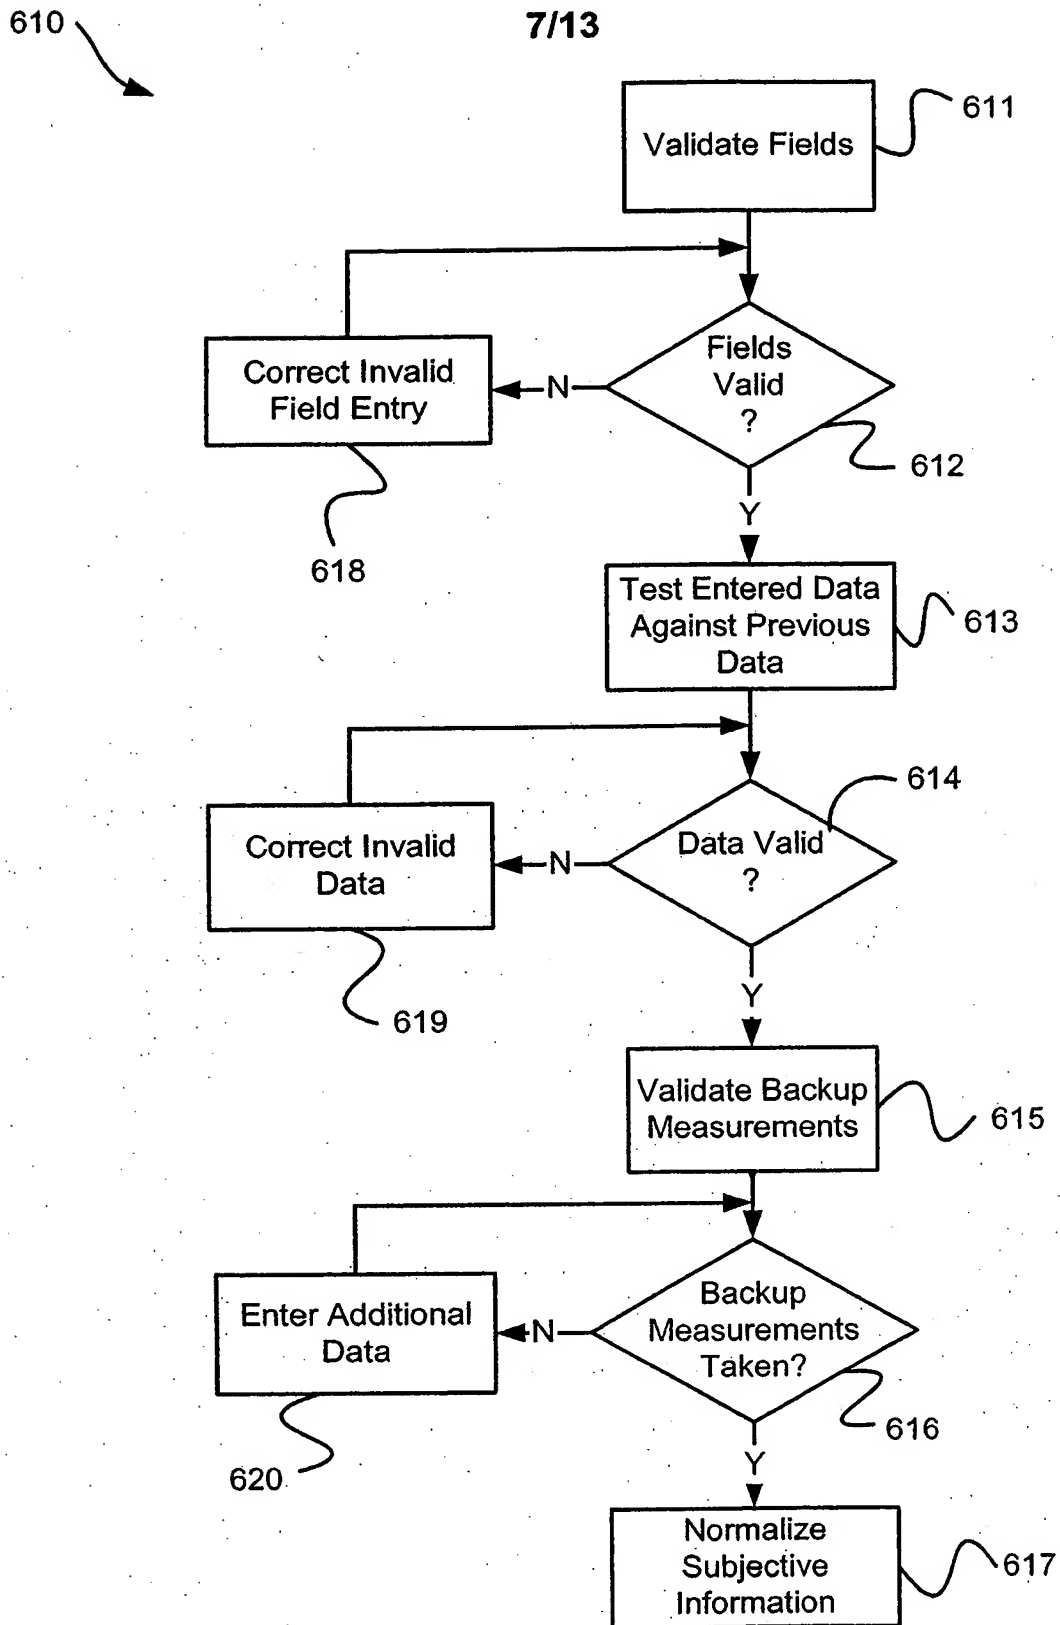 610
7/13
Validate Fields
611
Fields
Valid
?
612
N
Correct Invalid
Field Entry
618
Y
Test Entered Data
Against Previous
Data
613
614
Data Valid
?
N
Correct Invalid
Data
619
Y
Validate Backup
Measurements
615
Backup
Measurements
Taken?
616
N
Enter Additional
Data
620
Y
Normalize
Subjective
Information
617